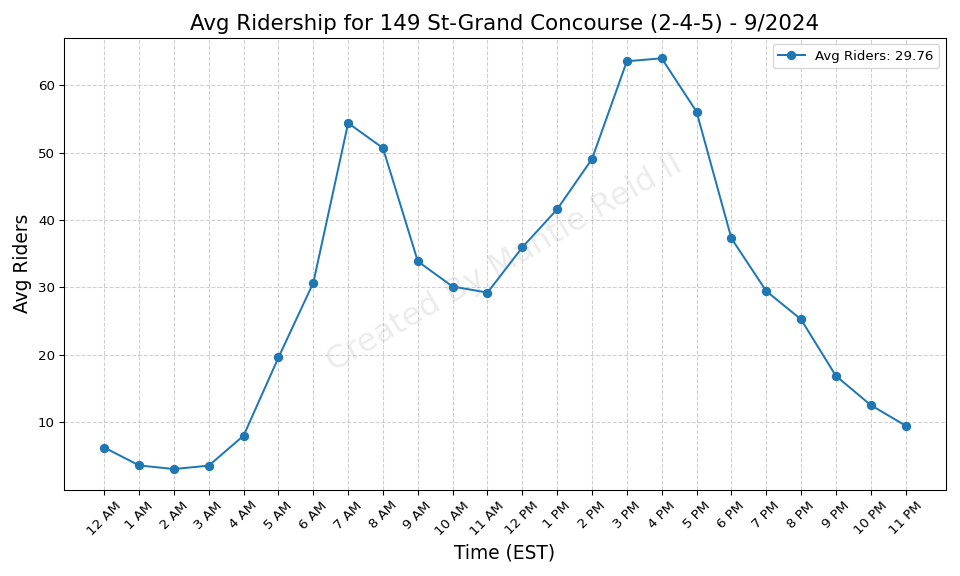 Avg Ridership for 149 St-Grand Concourse (2-4-5) - 9/2024
Avg Riders: 29.76
Avg Riders
60
50
40
30
20
10
Created By Mantle Reid II
12 AM
1 AM
2 AM
3 AM
4 AM
5 AM
6 AM
7 AM
8 AM
9 AM
10 AM
11 AM
12 PM
1 PM
2 PM
3 PM
4 PM
5 PM
6 PM
7 PM
8 PM
9 PM
10 PM
11 PM
Time (EST)